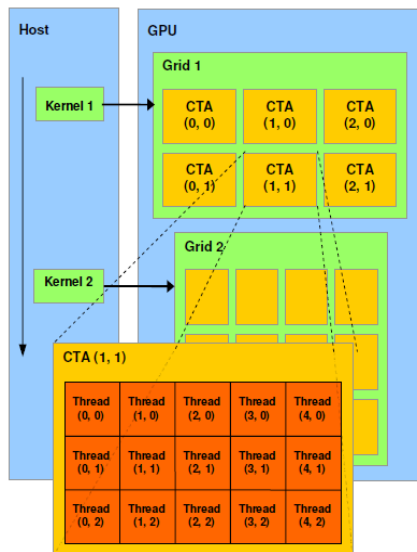 Host
GPU
Grid 1
Kernel 1
CTA
(0, 0)
CTA
(1, 0)
CTA
(2, 0)
CTA
(0, 1)
CTA
(1, 1)
CTA
(2, 1)
Grid 2
Kernel 2
CTA (1, 1)
Thread
(0, 0)
Thread
(1, 0)
Thread
(2, 0)
Thread
(3, 0)
Thread
(4, 0)
Thread
(0, 1)
Thread
(1, 1)
Thread
(2, 1)
Thread
(3, 1)
Thread
(4, 1)
Thread
(0, 2)
Thread
(1, 2)
Thread
(2, 2)
Thread
(3, 2)
Thread
(4, 2)